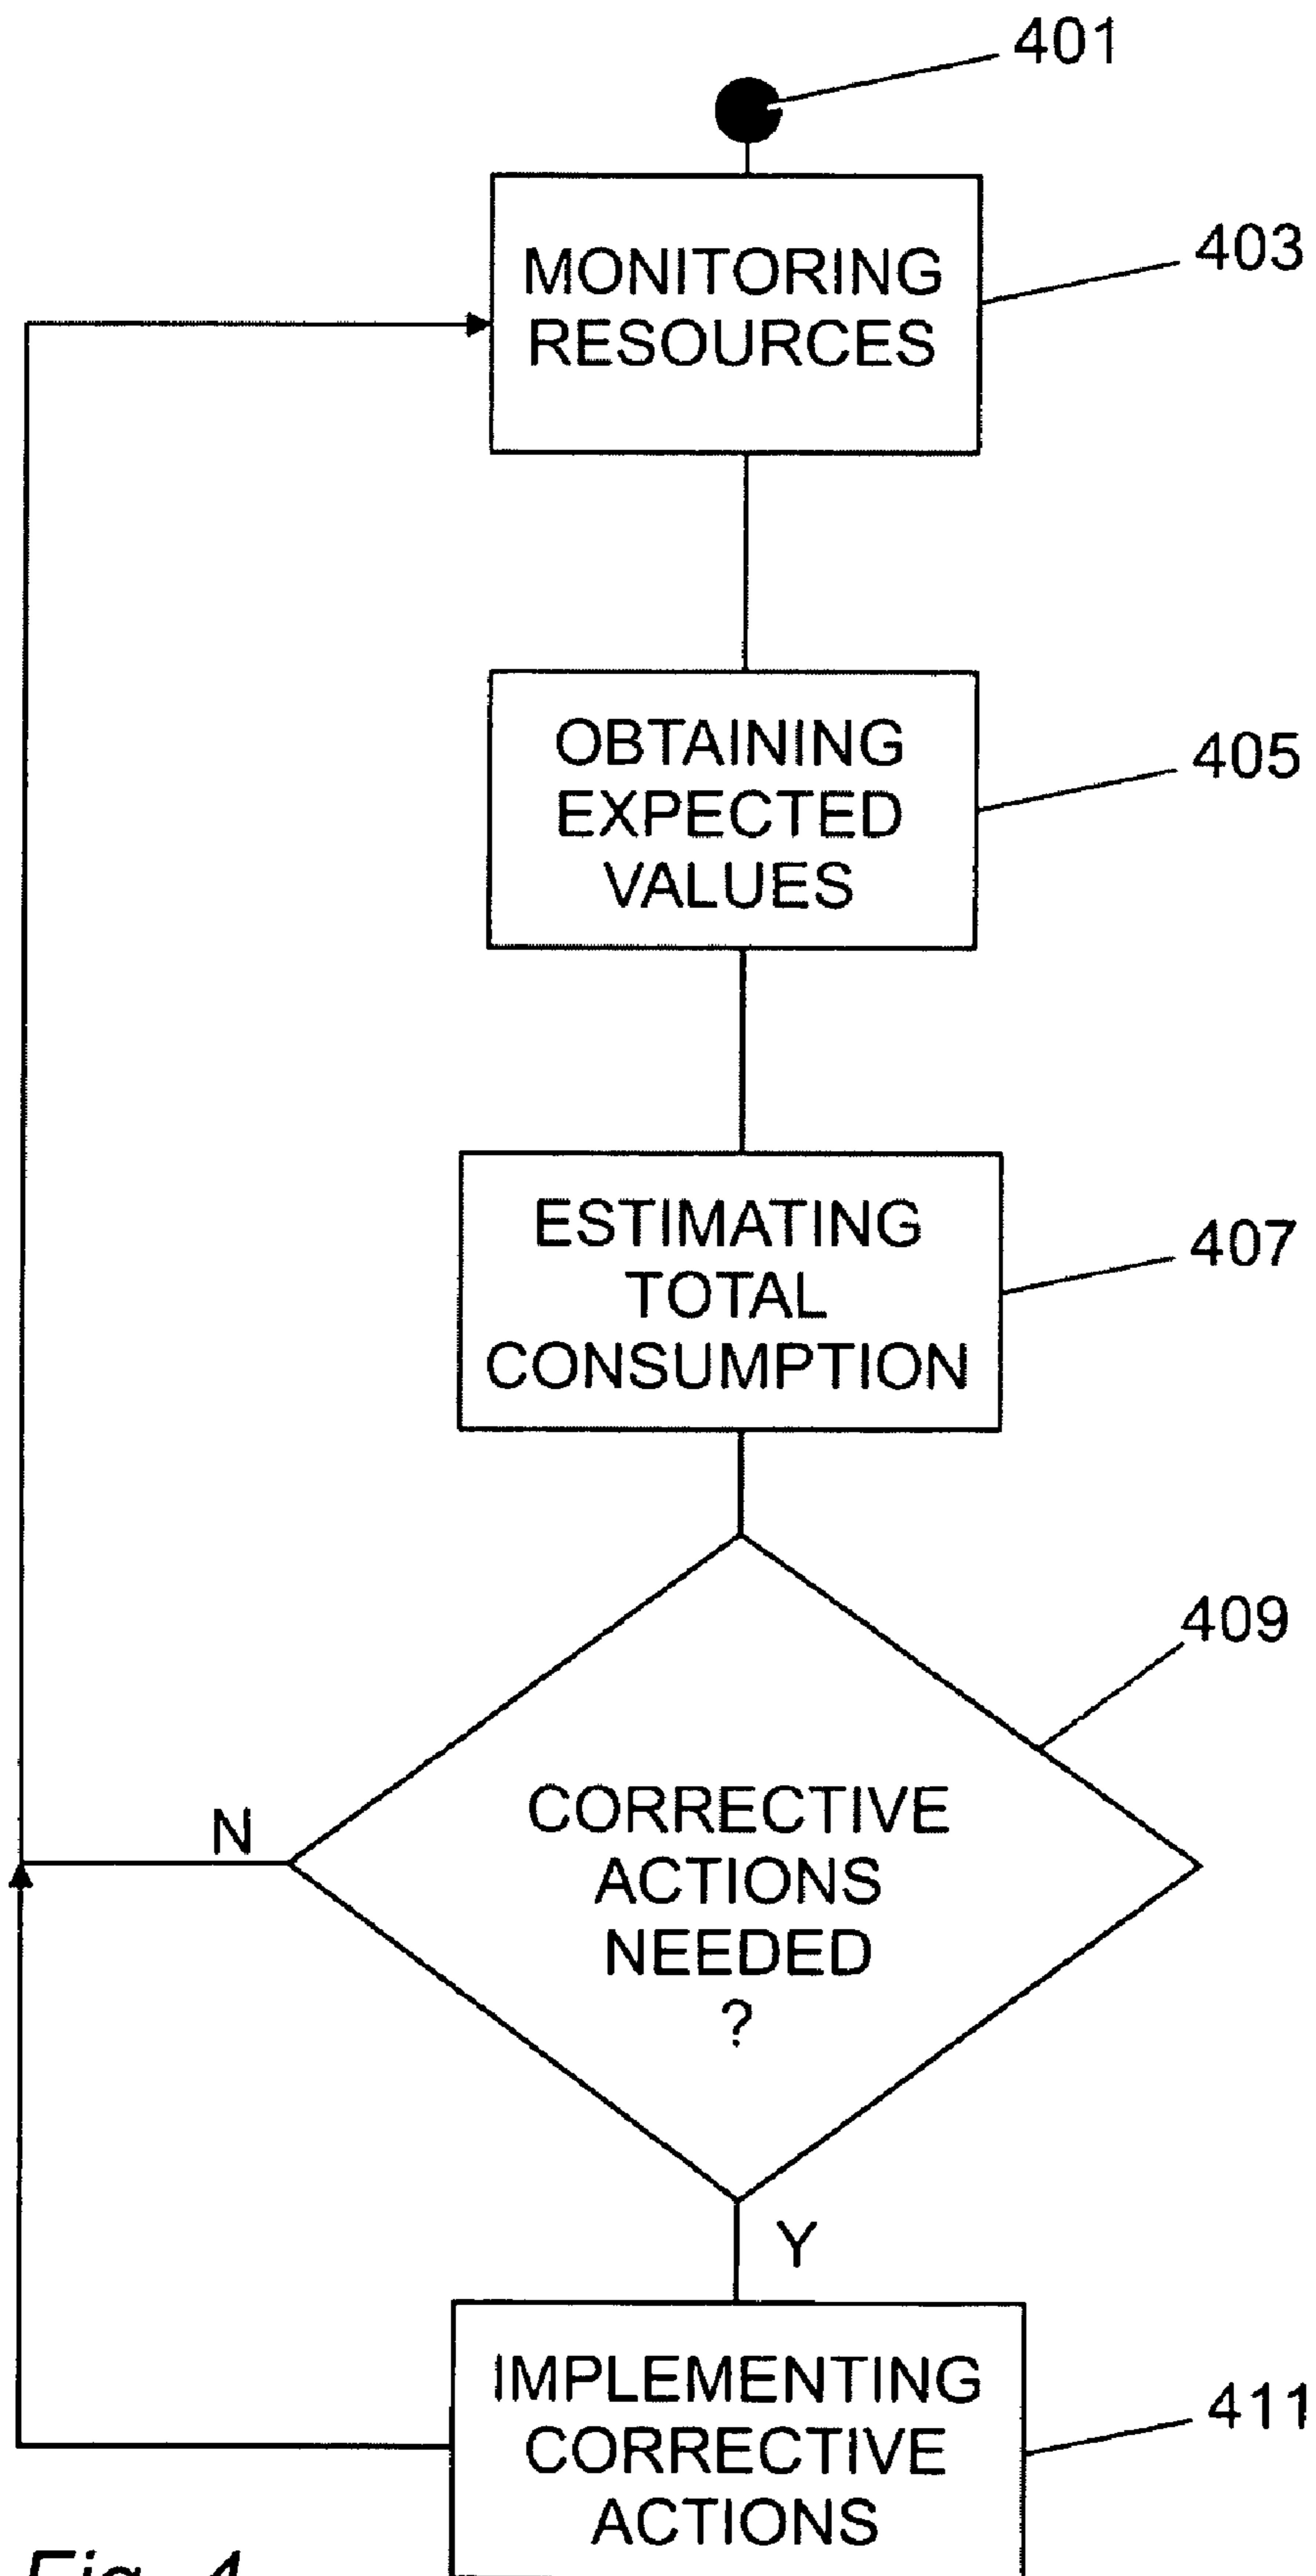 401
MONITORING
RESOURCES
403
OBTAINING
EXPECTED
VALUES
405
ESTIMATING
TOTAL
CONSUMPTION
407
409
CORRECTIVE
ACTIONS
NEEDED
?
N
Y
IMPLEMENTING
CORRECTIVE
ACTIONS
411
Fig. 4